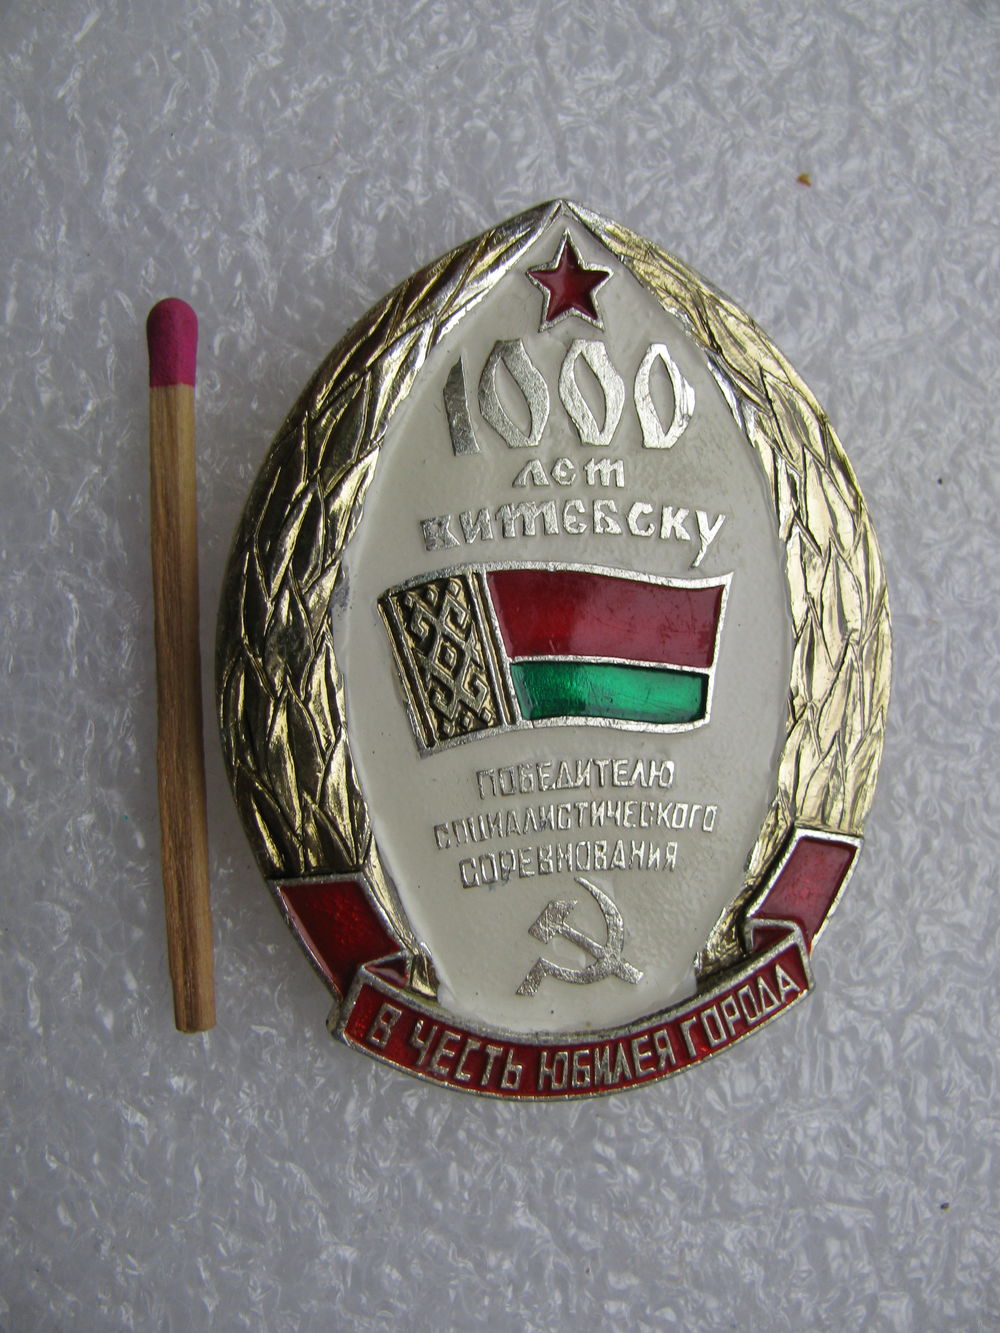 1000
лет
витебску
ПОБЕДИТЕЛЮ
СОЦИАЛИСТИЧЕСКОГО
СОРЕВНОВАНИЯ
В ЧЕСТЬ ЮБИЛЕЯ ГОРОДА